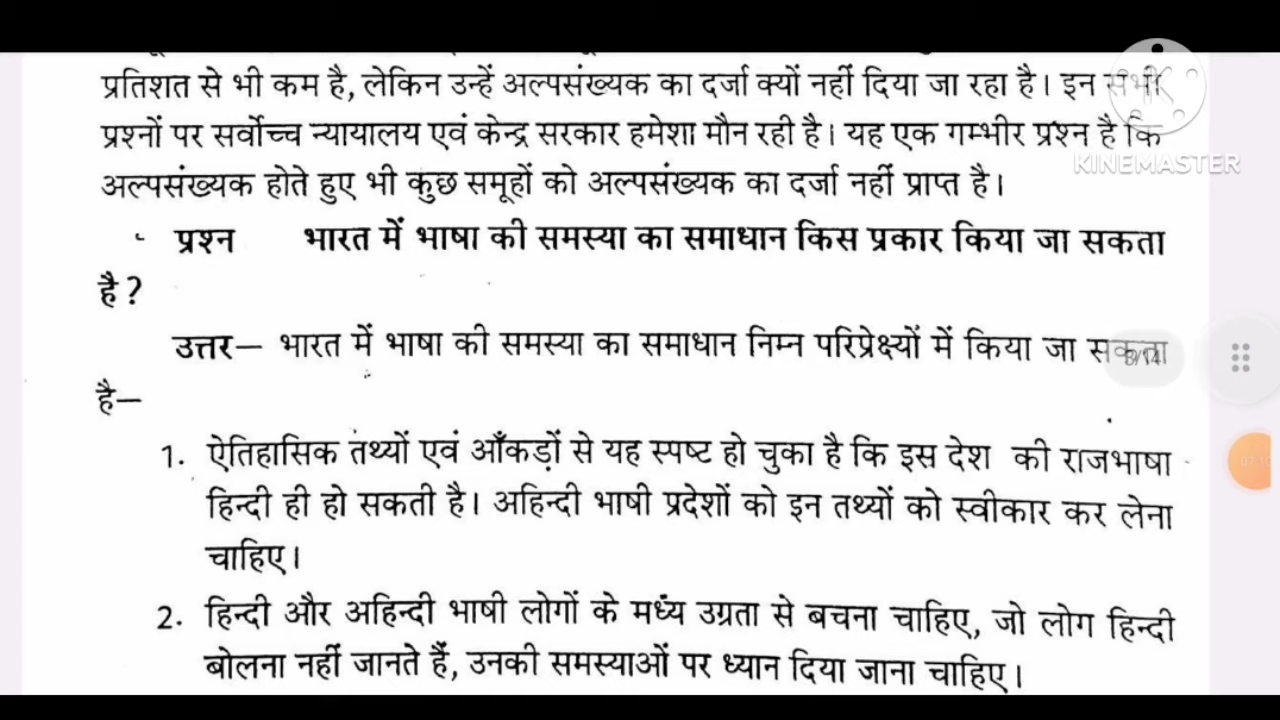 प्रतिशत से भी कम है, लेकिन उन्हें अल्पसंख्यक का दर्जा क्यों नहीं दिया जा रहा है। इन सभी
प्रश्नों पर सर्वोच्च न्यायालय एवं केन्द्र सरकार हमेशा मौन रही है। यह एक गम्भीर प्रश्न है कि
KINEMASTER
अल्पसंख्यक होते हुए भी कुछ समूहों को अल्पसंख्यक का दर्जा नहीं प्राप्त है।
प्रश्न भारत में भाषा की समस्या का समाधान किस प्रकार किया जा सकता
है?
उत्तर— भारत में भाषा की समस्या का समाधान निम्न परिप्रेक्ष्यों में किया जा सकता
है—
1. ऐतिहासिक तथ्यों एवं आँकड़ों से यह स्पष्ट हो चुका है कि इस देश की राजभाषा
हिन्दी ही हो सकती है। अहिन्दी भाषी प्रदेशों को इन तथ्यों को स्वीकार कर लेना
चाहिए।
2. हिन्दी और अहिन्दी भाषी लोगों के मध्य उग्रता से बचना चाहिए, जो लोग हिन्दी
बोलना नहीं जानते हैं, उनकी समस्याओं पर ध्यान दिया जाना चाहिए।